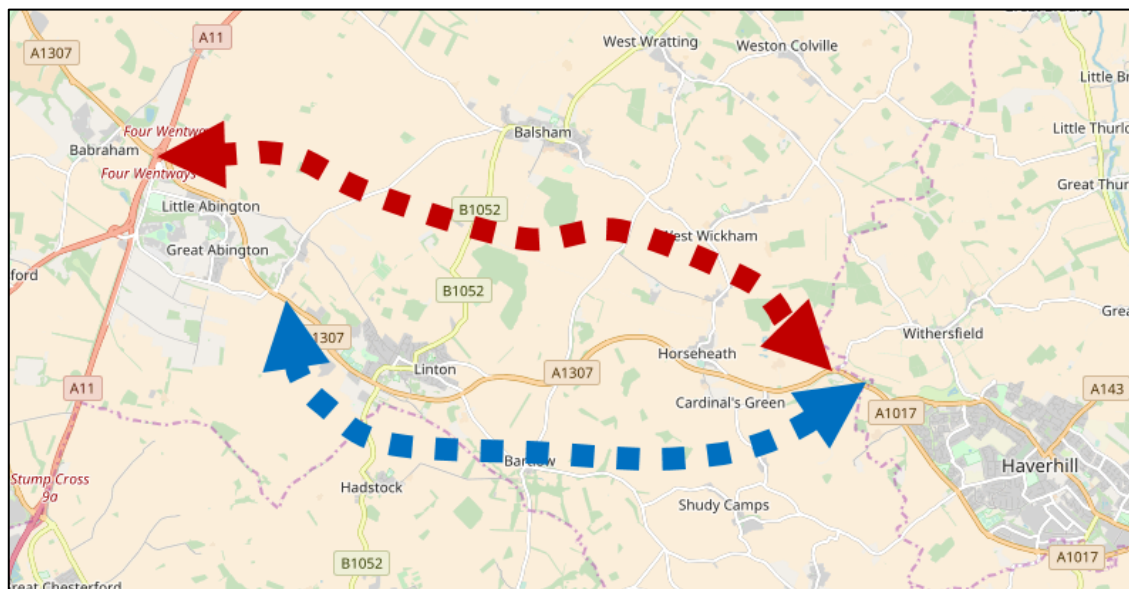 A11
A1307
West Wratting
Weston Colville
Little Br
Four Wentways
Balsham
Babraham
Little Thurlo
Four Wentways
Great Thur
Little Abington
B1052
West Wickham
Great Abington
ford
B1052
Grea
Withersfield
1307
Horseheath
Linton
A1307
A11
Cardinal's Green
A143
A1017
Bartlow
Haverhill
Stump Cross
9a
Hadstock
Shudy Camps
B1052
A1017
reat Chesterford